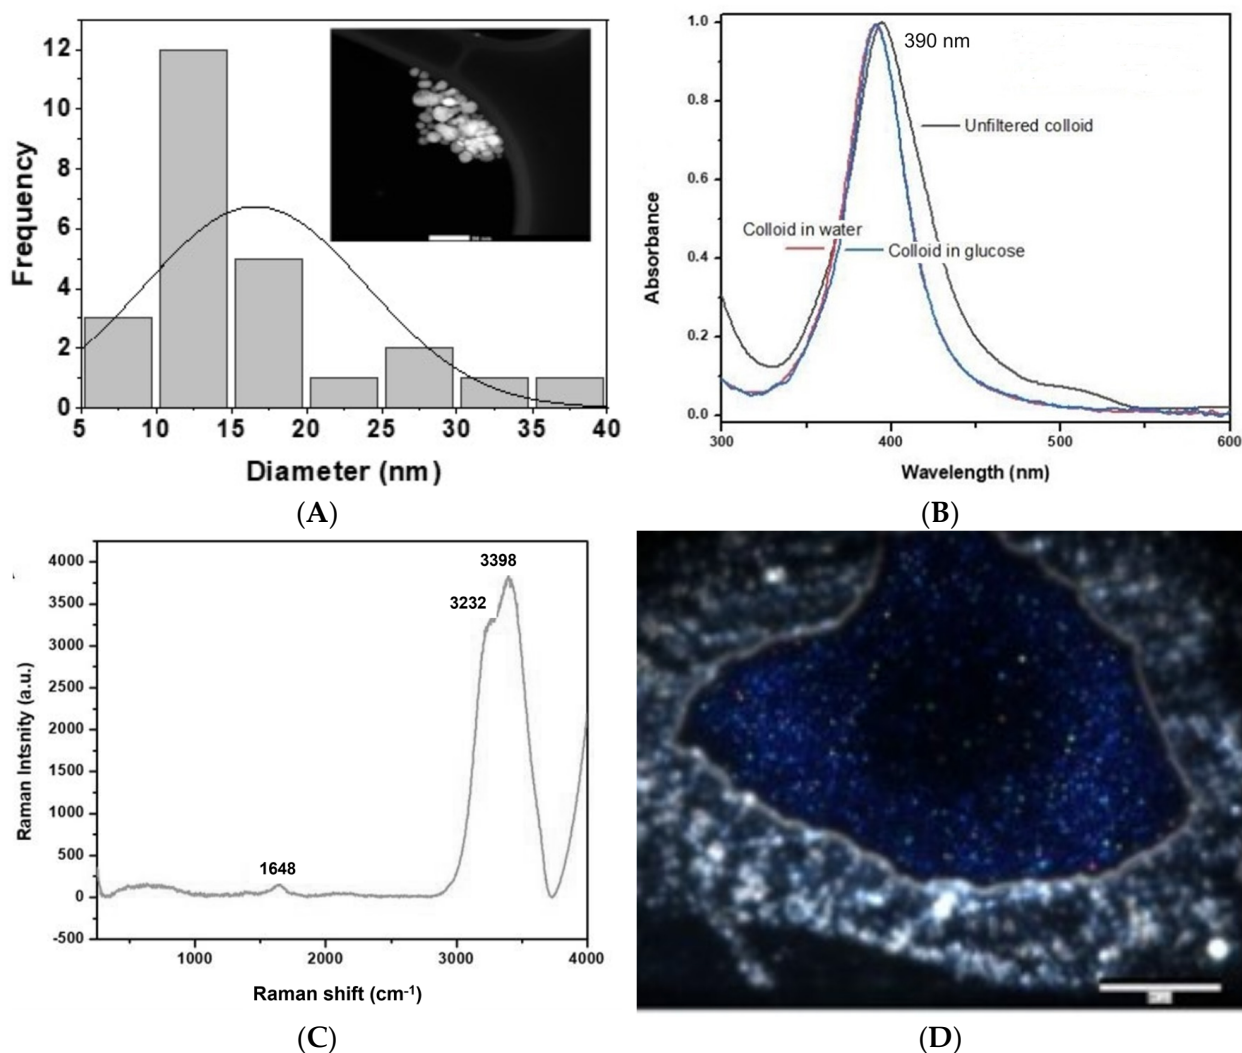 Frequency
12
10
8
6
4
2
0
5 10 15 20 25 30 35 40
Diameter (nm)
(A)
Absorbance
1.0
0.8
0.6
0.4
0.2
0.0
390 nm
Unfiltered colloid
Colloid in water
Colloid in glucose
300 400 500 600
Wavelength (nm)
(B)
Raman Intsnity (a.u.)
4000
3500
3000
2500
2000
1500
1000
500
0
-500
3398
3232
1648
1000 2000 3000 4000
Raman shift (cm-1)
(C)
(D)